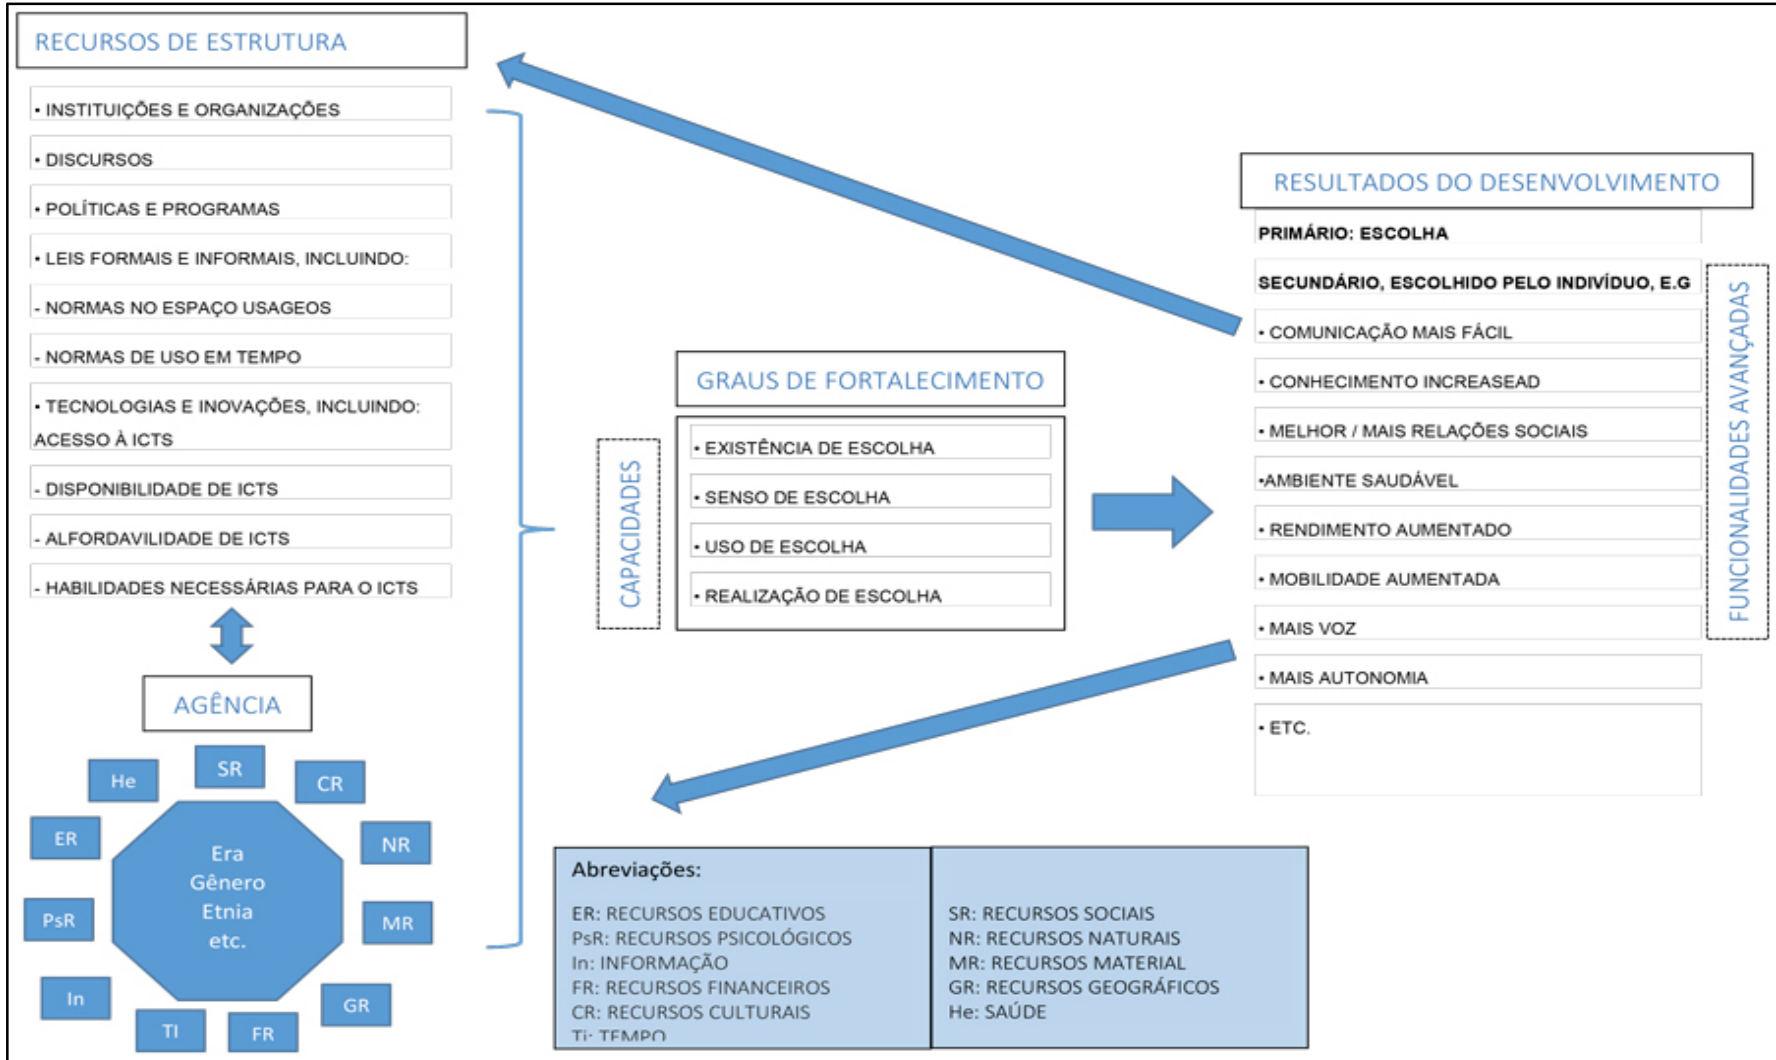 RECURSOS DE ESTRUTURA
• INSTITUIÇÕES E ORGANIZAÇÕES
• DISCURSOS
• POLÍTICAS E PROGRAMAS
• LEIS FORMAIS E INFORMAIS, INCLUINDO:
- NORMAS NO ESPAÇO USAGEOS
- NORMAS DE USO EM TEMPO
• TECNOLOGIAS E INOVAÇÕES, INCLUINDO:
ACESSO À ICTS
- DISPONIBILIDADE DE ICTS
- ALFORDAVILIDADE DE ICTS
- HABILIDADES NECESSÁRIAS PARA O ICTS
AGÊNCIA
SR
He
CR
ER
NR
PsR
MR
In
GR
TI
FR
Era
Gênero
Etnia
etc.
CAPACIDADES
GRAUS DE FORTALECIMENTO
• EXISTÊNCIA DE ESCOLHA
• SENSO DE ESCOLHA
• USO DE ESCOLHA
• REALIZAÇÃO DE ESCOLHA
RESULTADOS DO DESENVOLVIMENTO
PRIMÁRIO: ESCOLHA
SECUNDÁRIO, ESCOLHIDO PELO INDIVÍDUO, E.G
• COMUNICAÇÃO MAIS FÁCIL
• CONHECIMENTO INCREASEAD
• MELHOR / MAIS RELAÇÕES SOCIAIS
•AMBIENTE SAUDÁVEL
• RENDIMENTO AUMENTADO
• MOBILIDADE AUMENTADA
• MAIS VOZ
• MAIS AUTONOMIA
• ETC.
FUNCIONALIDADES AVANÇADAS
Abreviações:
ER: RECURSOS EDUCATIVOS
PsR: RECURSOS PSICOLÓGICOS
In: INFORMAÇÃO
FR: RECURSOS FINANCEIROS
CR: RECURSOS CULTURAIS
Ti: TEMPO
SR: RECURSOS SOCIAIS
NR: RECURSOS NATURAIS
MR: RECURSOS MATERIAL
GR: RECURSOS GEOGRÁFICOS
He: SAÚDE